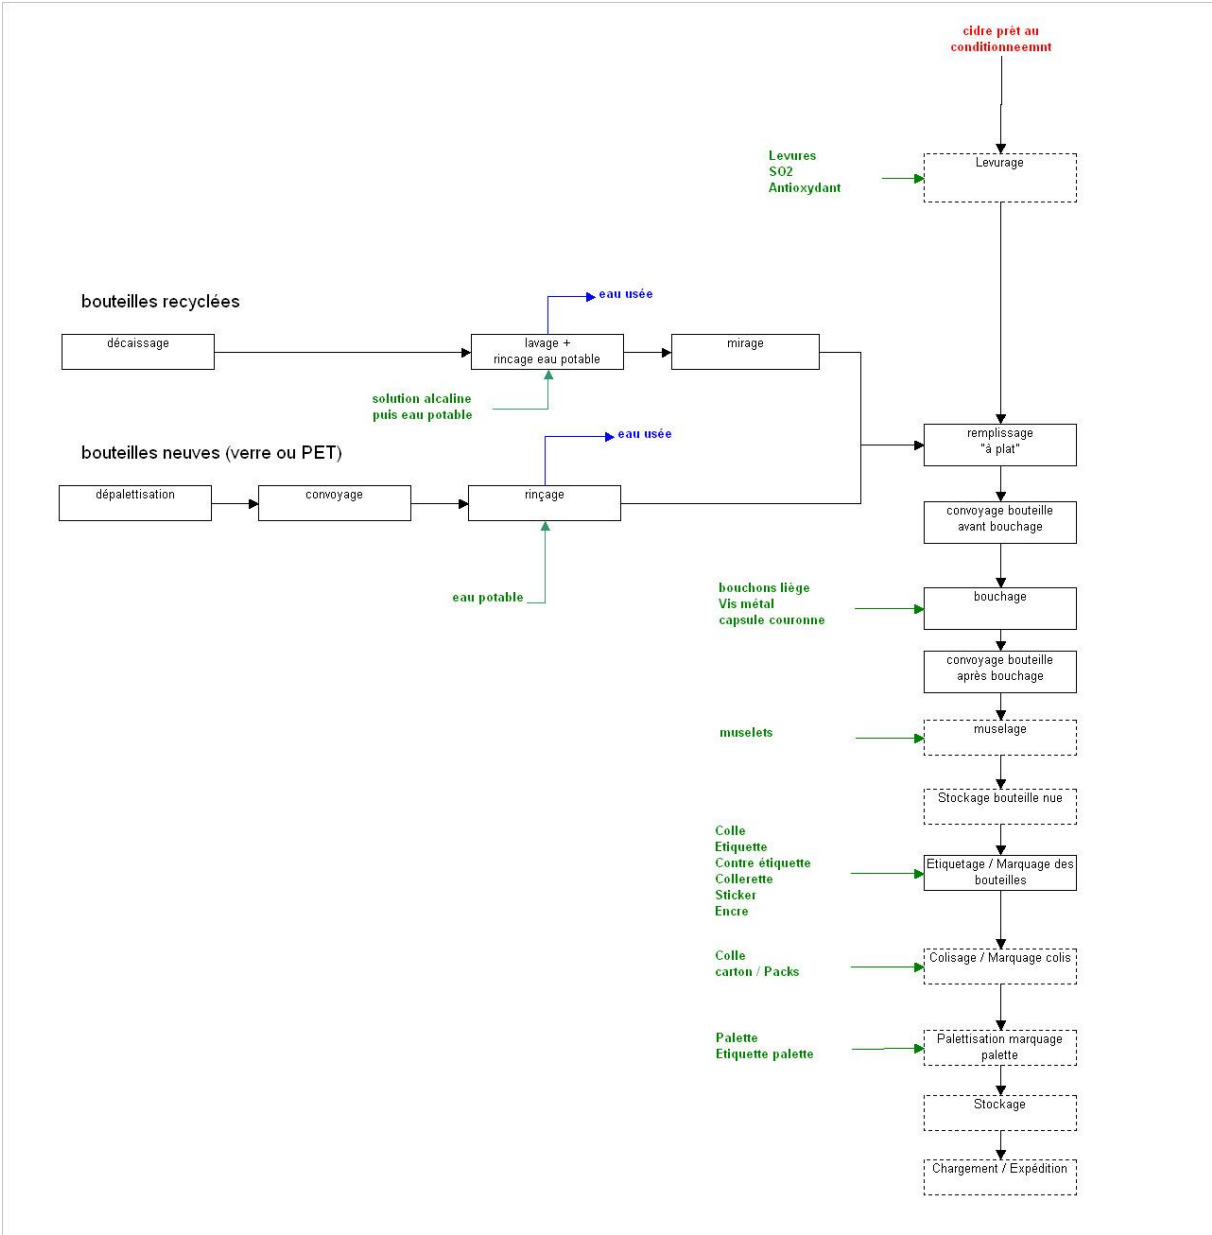 cidre prêt au
conditionneemnt
Levures
SO2
Antioxydant
Levurage
bouteilles recyclées
eau usée
décaissage
lavage +
rincage eau potable
mirage
solution alcaline
puis eau potable
bouteilles neuves (verre ou PET)
eau usée
remplissage
"à plat"
dépalettisation
convoyage
rinçage
convoyage bouteille
avant bouchage
eau potable
bouchons liège
Vis métal
capsule couronne
bouchage
convoyage bouteille
après bouchage
muselets
muselage
Stockage bouteille nue
Colle
Etiquette
Contre étiquette
Collerette
Sticker
Encre
Etiquetage / Marquage des
bouteilles
Colle
carton / Packs
Colisage / Marquage colis
Palette
Etiquette palette
Palettisation marquage
palette
Stockage
Chargement / Expédition